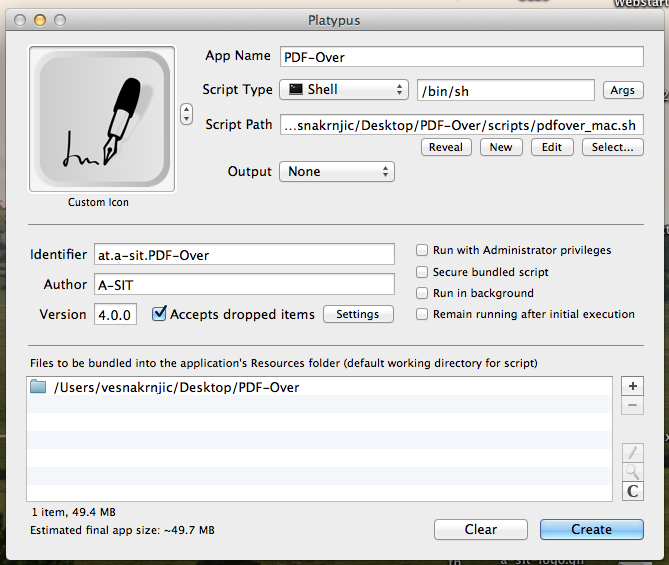 webstart
Platypus
App Name PDF-Over
Script Type Shell /bin/sh Args
Script Path ...snakrnjic/Desktop/PDF-Over/scripts/pdfover_mac.sh
Reveal New Edit Select...
Output None
Custom Icon
Identifier at.a-sit.PDF-Over
Author A-SIT
Version 4.0.0 Accepts dropped items Settings
Run with Administrator privileges
Secure bundled script
Run in background
Remain running after initial execution
Files to be bundled into the application's Resources folder (default working directory for script)
/Users/vesnakrnjic/Desktop/PDF-Over
+
−
C
1 item, 49.4 MB
Estimated final app size: ~49.7 MB
Clear Create